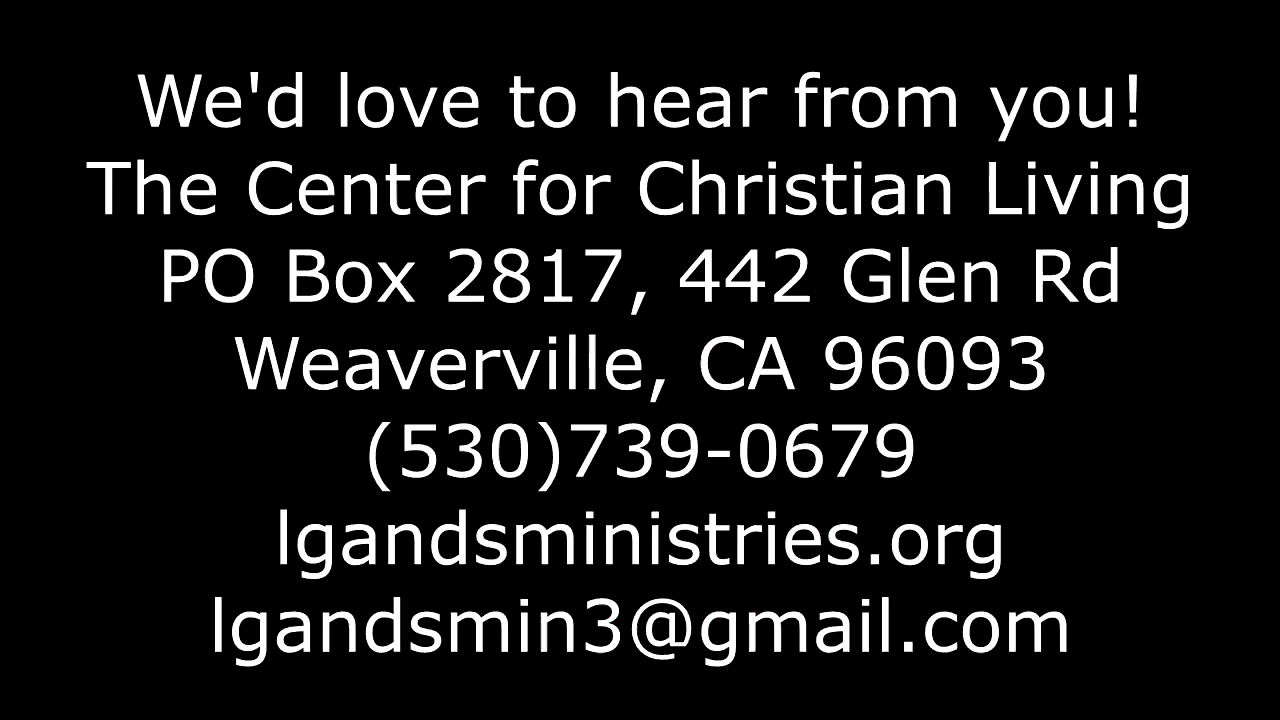 We'd love to hear from you!
The Center for Christian Living
PO Box 2817, 442 Glen Rd
Weaverville, CA 96093
(530)739-0679
lgandsministries.org
lgandsmin3@gmail.com